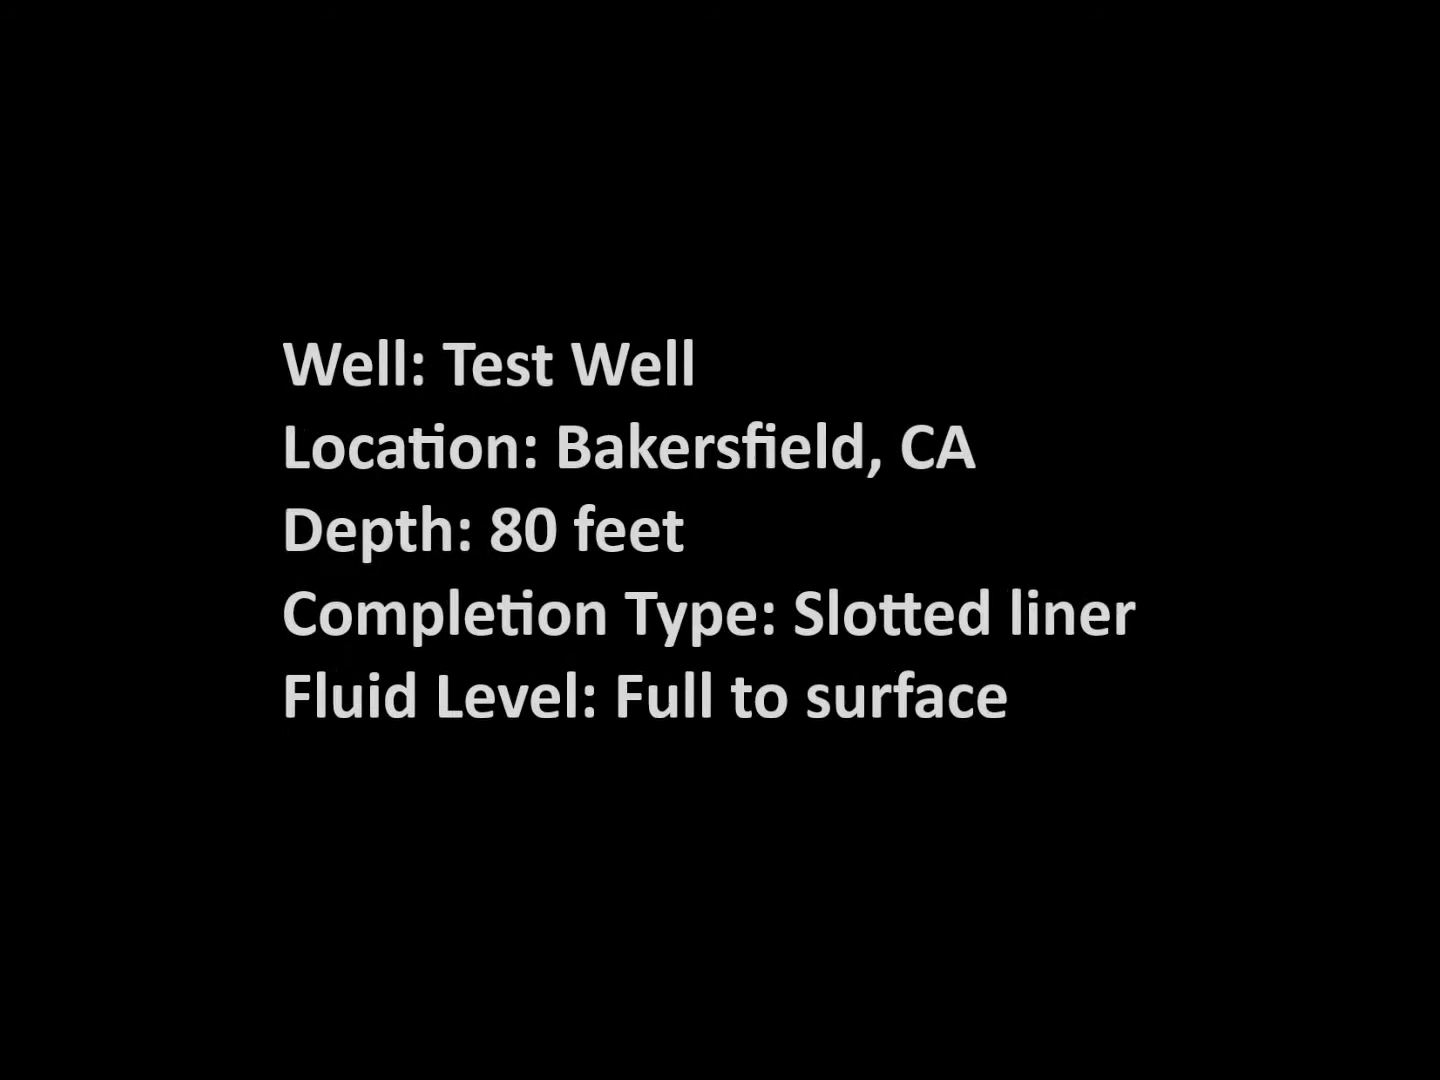 Well: Test Well
Location: Bakersfield, CA
Depth: 80 feet
Completion Type: Slotted liner
Fluid Level: Full to surface